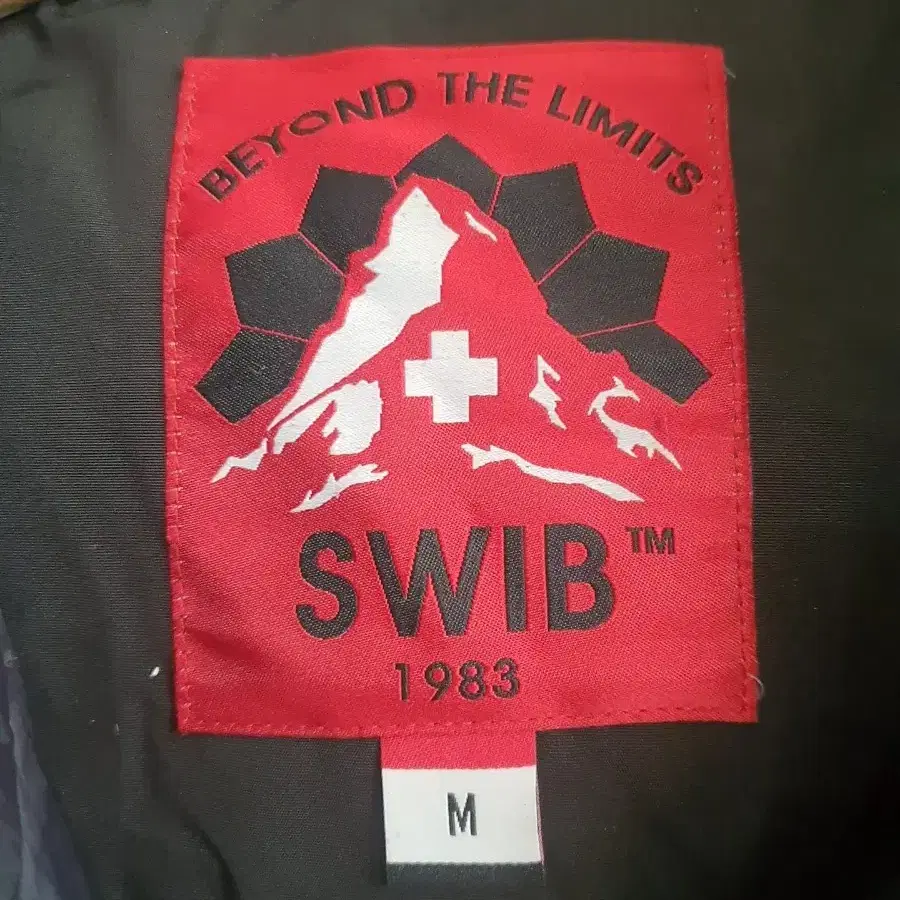 BEYOND THE LIMITS
SWIB™
1983
M